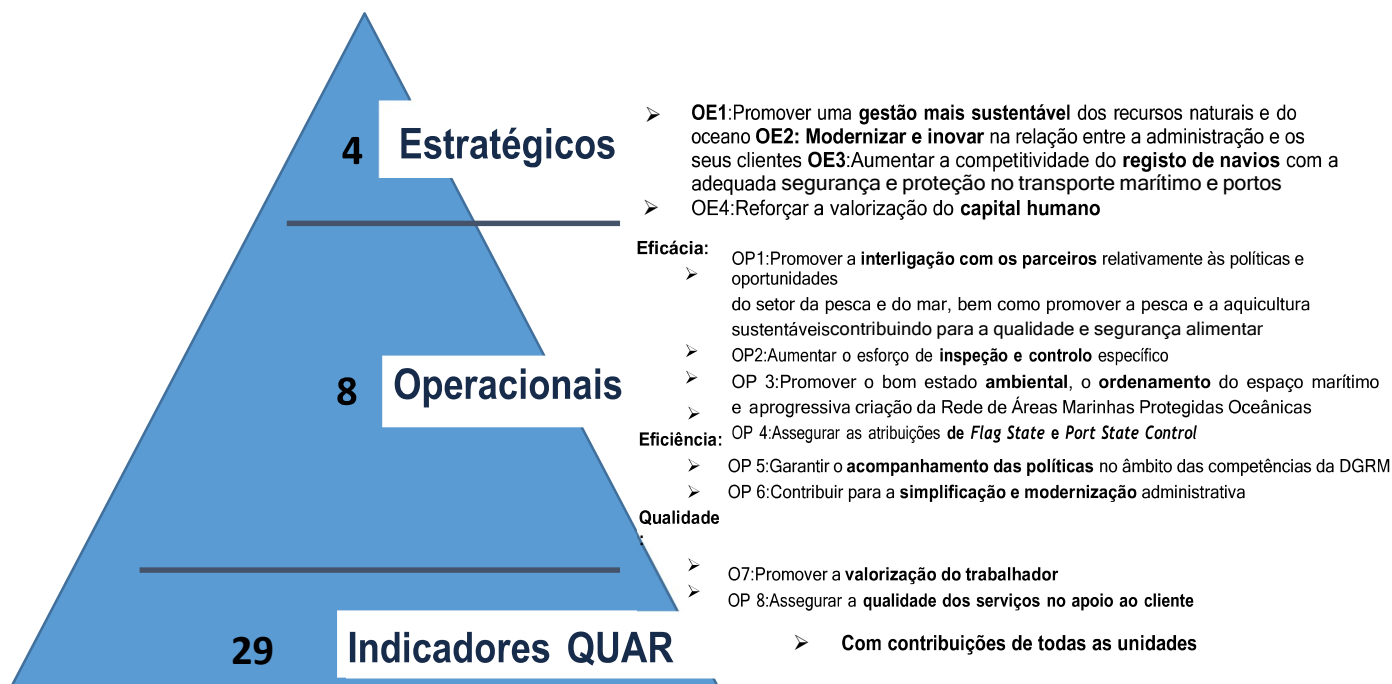 4 Estratégicos
OE1:Promover uma gestão mais sustentável dos recursos naturais e do
oceano OE2: Modernizar e inovar na relação entre a administração e os
seus clientes OE3:Aumentar a competitividade do registo de navios com a
adequada segurança e proteção no transporte marítimo e portos
OE4:Reforçar a valorização do capital humano
8 Operacionais
Eficácia:
OP1:Promover a interligação com os parceiros relativamente às políticas e
oportunidades
do setor da pesca e do mar, bem como promover a pesca e a aquicultura
sustentáveiscontribuindo para a qualidade e segurança alimentar
OP2:Aumentar o esforço de inspeção e controlo específico
OP 3:Promover o bom estado ambiental, o ordenamento do espaço marítimo
e aprogressiva criação da Rede de Áreas Marinhas Protegidas Oceânicas
OP 4:Assegurar as atribuições de Flag State e Port State Control
Eficiência:
OP 5:Garantir o acompanhamento das políticas no âmbito das competências da DGRM
OP 6:Contribuir para a simplificação e modernização administrativa
Qualidade
:
O7:Promover a valorização do trabalhador
OP 8:Assegurar a qualidade dos serviços no apoio ao cliente
29 Indicadores QUAR
Com contribuições de todas as unidades